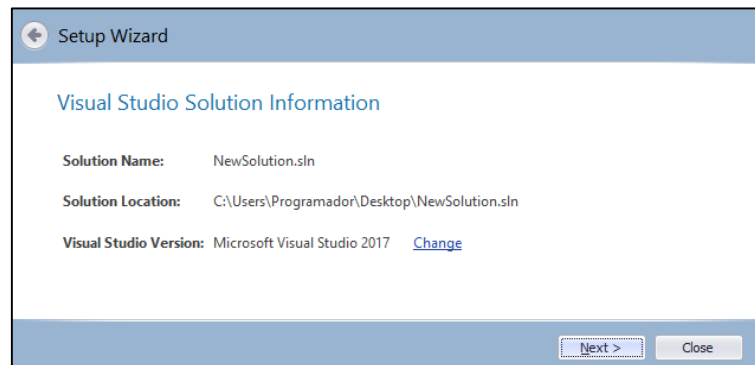 Setup Wizard
Visual Studio Solution Information
Solution Name: NewSolution.sln
Solution Location: C:\Users\Programador\Desktop\NewSolution.sln
Visual Studio Version: Microsoft Visual Studio 2017 Change
Next > Close